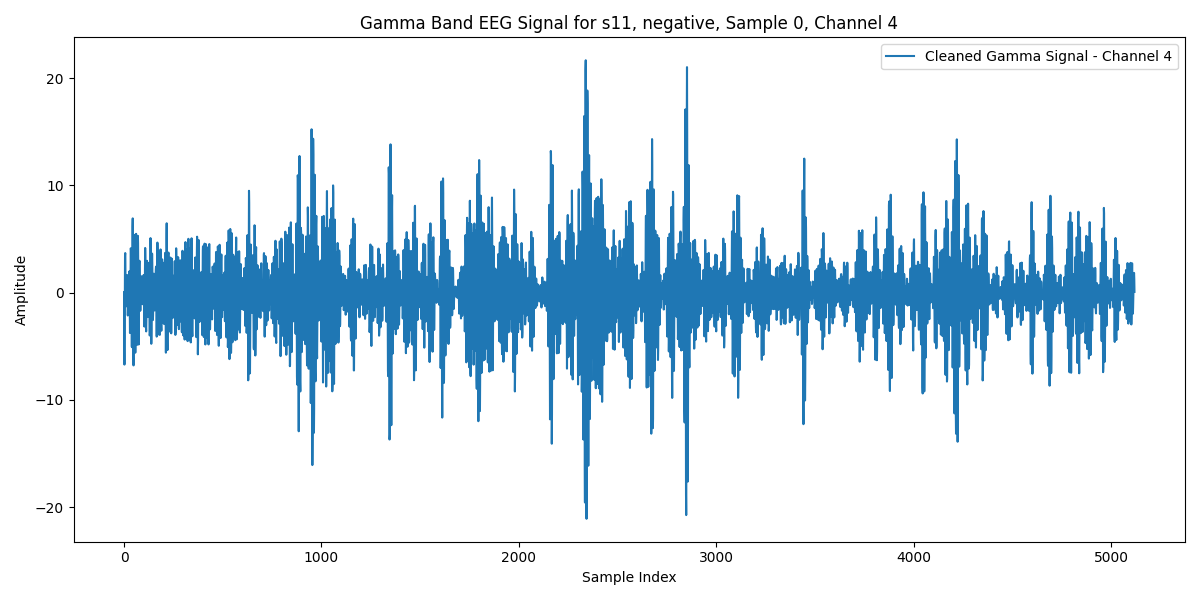 Gamma Band EEG Signal for s11, negative, Sample 0, Channel 4
Cleaned Gamma Signal - Channel 4
20
10
0
−10
−20
Amplitude
0 1000 2000 3000 4000 5000
Sample Index